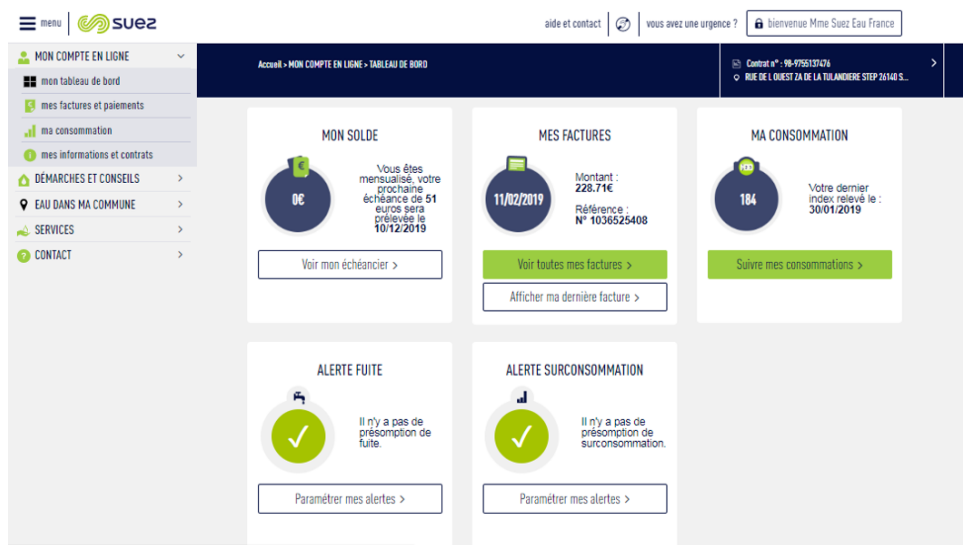 menu
suez
aide et contact
vous avez une urgence ?
bienvenue Mme Suez Eau France
MON COMPTE EN LIGNE
mon tableau de bord
mes factures et paiements
ma consommation
mes informations et contrats
DÉMARCHES ET CONSEILS
EAU DANS MA COMMUNE
SERVICES
CONTACT
Accueil > MON COMPTE EN LIGNE > TABLEAU DE BORD
Contrat n° : 98-9755137476
RUE DE L OUEST ZA DE LA TULANDIERE STEP 26140 S...
MON SOLDE
0€
Vous êtes
mensualisé, votre
prochaine
échéance de 51
euros sera
prélevée le
10/12/2019
Voir mon échéancier >
MES FACTURES
11/02/2019
Montant :
228.71€
Référence :
N° 1036525408
Voir toutes mes factures >
Afficher ma dernière facture >
MA CONSOMMATION
184
Votre dernier
index relevé le :
30/01/2019
Suivre mes consommations >
ALERTE FUITE
Il n'y a pas de
présomption de
fuite.
Paramétrer mes alertes >
ALERTE SURCONSOMMATION
Il n'y a pas de
présomption de
surconsommation.
Paramétrer mes alertes >